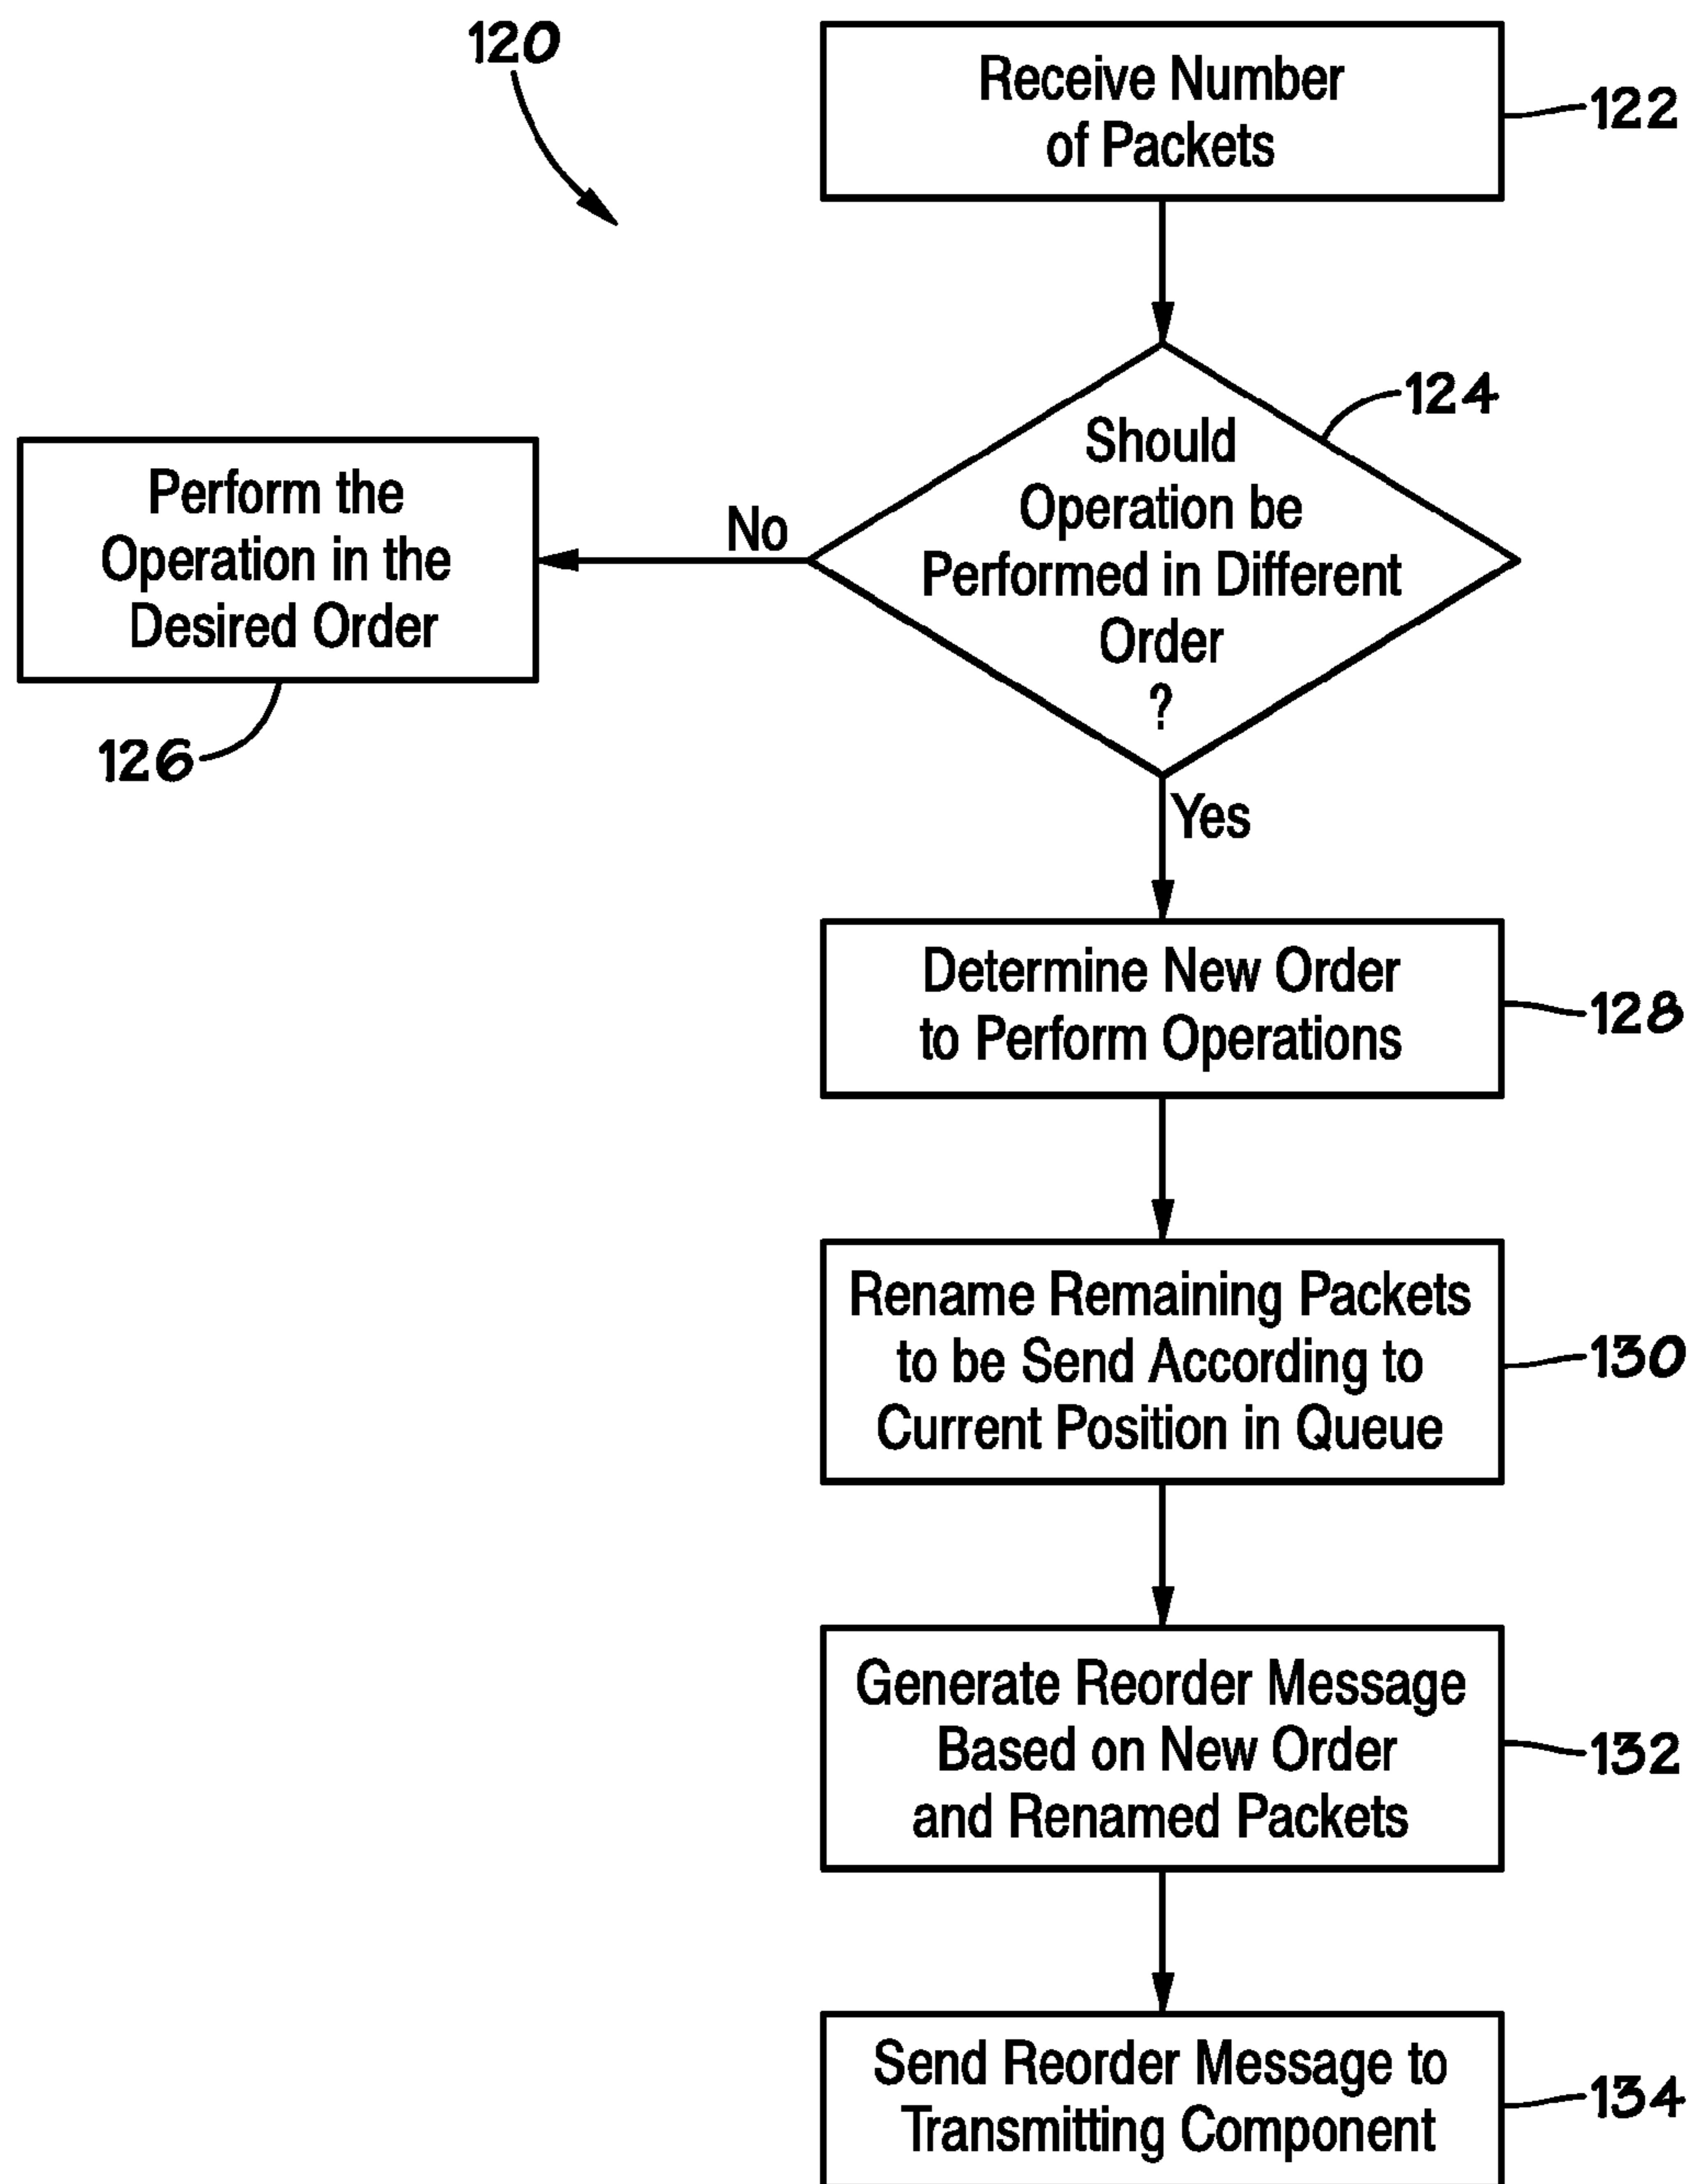 120
Receive Number
of Packets
122
124
Should
Operation be
Performed in Different
Order
?
No
Perform the
Operation in the
Desired Order
126
Yes
Determine New Order
to Perform Operations
128
Rename Remaining Packets
to be Send According to
Current Position in Queue
130
Generate Reorder Message
Based on New Order
and Renamed Packets
132
Send Reorder Message to
Transmitting Component
134